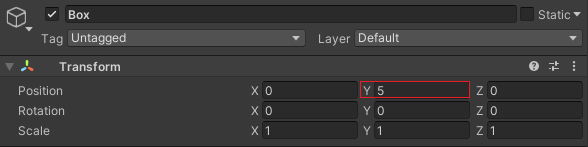 Box Static
Tag Untagged Layer Default
Transform
Position X 0 Y 5 Z 0
Rotation X 0 Y 0 Z 0
Scale X 1 Y 1 Z 1